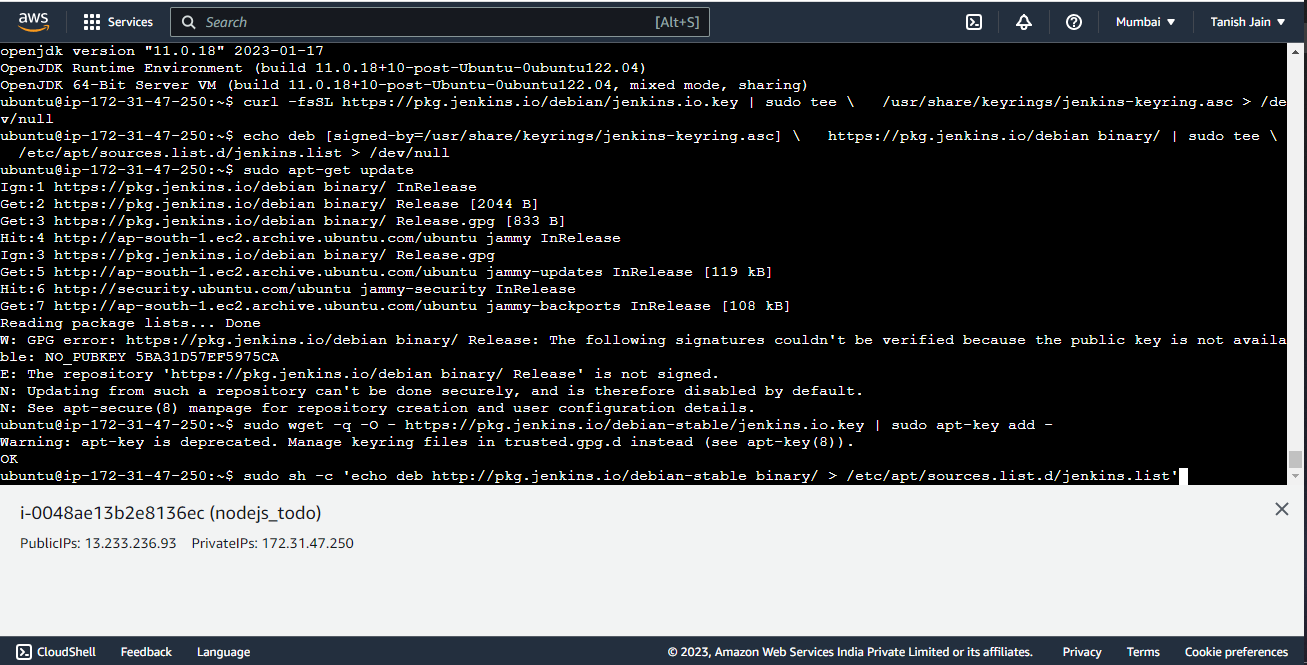 aws Services Search [Alt+S] Mumbai ▼ Tanish Jain ▼
openjdk version "11.0.18" 2023-01-17
OpenJDK Runtime Environment (build 11.0.18+10-post-Ubuntu-0ubuntu122.04)
OpenJDK 64-Bit Server VM (build 11.0.18+10-post-Ubuntu-0ubuntu122.04, mixed mode, sharing)
ubuntu@ip-172-31-47-250:~$ curl -fsSL https://pkg.jenkins.io/debian/jenkins.io.key | sudo tee \   /usr/share/keyrings/jenkins-keyring.asc > /de
v/null
ubuntu@ip-172-31-47-250:~$ echo deb [signed-by=/usr/share/keyrings/jenkins-keyring.asc] \   https://pkg.jenkins.io/debian binary/ | sudo tee \
  /etc/apt/sources.list.d/jenkins.list > /dev/null
ubuntu@ip-172-31-47-250:~$ sudo apt-get update
Ign:1 https://pkg.jenkins.io/debian binary/ InRelease
Get:2 https://pkg.jenkins.io/debian binary/ Release [2044 B]
Get:3 https://pkg.jenkins.io/debian binary/ Release.gpg [833 B]
Hit:4 http://ap-south-1.ec2.archive.ubuntu.com/ubuntu jammy InRelease
Ign:3 https://pkg.jenkins.io/debian binary/ Release.gpg
Get:5 http://ap-south-1.ec2.archive.ubuntu.com/ubuntu jammy-updates InRelease [119 kB]
Hit:6 http://security.ubuntu.com/ubuntu jammy-security InRelease
Get:7 http://ap-south-1.ec2.archive.ubuntu.com/ubuntu jammy-backports InRelease [108 kB]
Reading package lists... Done
W: GPG error: https://pkg.jenkins.io/debian binary/ Release: The following signatures couldn't be verified because the public key is not availa
ble: NO_PUBKEY 5BA31D57EF5975CA
E: The repository 'https://pkg.jenkins.io/debian binary/ Release' is not signed.
N: Updating from such a repository can't be done securely, and is therefore disabled by default.
N: See apt-secure(8) manpage for repository creation and user configuration details.
ubuntu@ip-172-31-47-250:~$ sudo wget -q -O - https://pkg.jenkins.io/debian-stable/jenkins.io.key | sudo apt-key add -
Warning: apt-key is deprecated. Manage keyring files in trusted.gpg.d instead (see apt-key(8)).
OK
ubuntu@ip-172-31-47-250:~$ sudo sh -c 'echo deb http://pkg.jenkins.io/debian-stable binary/ > /etc/apt/sources.list.d/jenkins.list'
i-0048ae13b2e8136ec (nodejs_todo)
PublicIPs: 13.233.236.93 PrivateIPs: 172.31.47.250
CloudShell Feedback Language © 2023, Amazon Web Services India Private Limited or its affiliates. Privacy Terms Cookie preferences